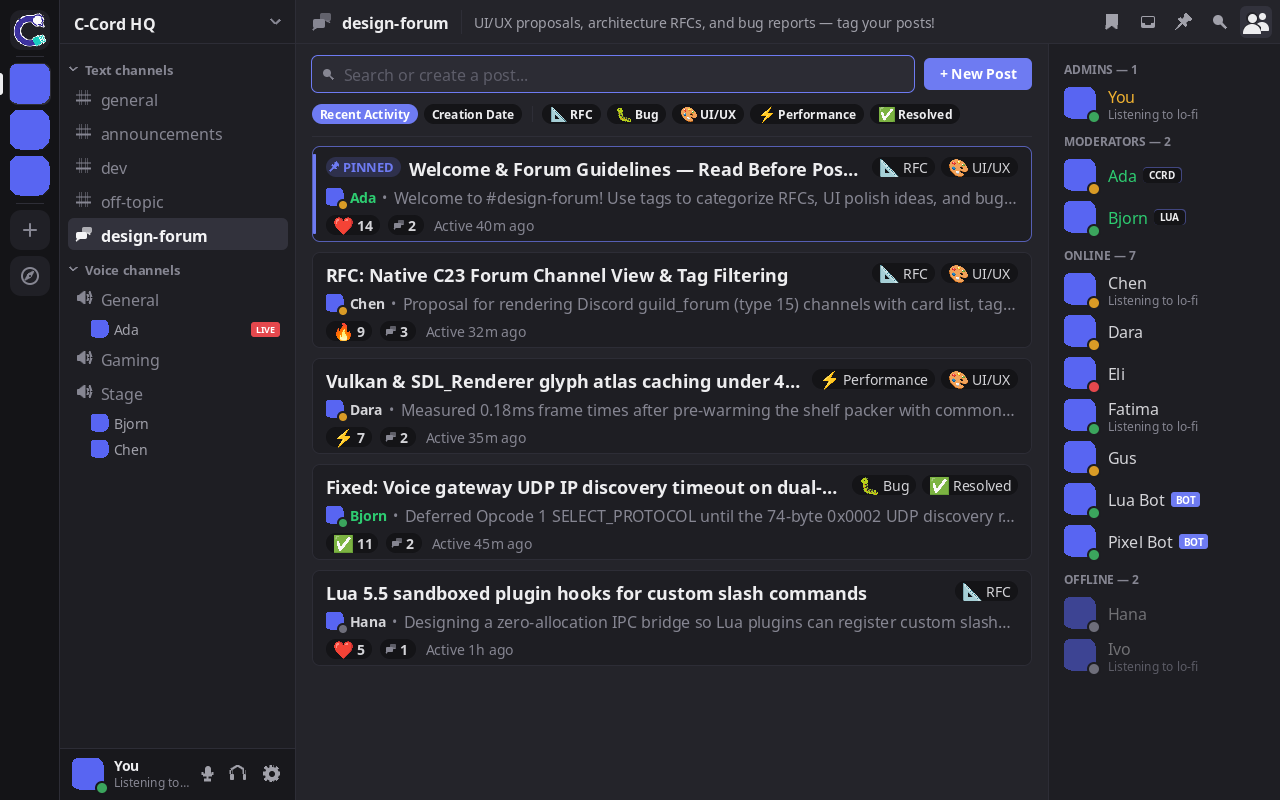 C-Cord HQ
Text channels
general
announcements
dev
off-topic
design-forum
Voice channels
General
Ada LIVE
Gaming
Stage
Bjorn
Chen
You
Listening to...
design-forum UI/UX proposals, architecture RFCs, and bug reports — tag your posts!
Search or create a post...
+ New Post
Recent Activity Creation Date 📐 RFC 🐛 Bug 🎨 UI/UX ⚡ Performance ✅ Resolved
📌 PINNED Welcome & Forum Guidelines — Read Before Pos... 📐 RFC 🎨 UI/UX
Ada • Welcome to #design-forum! Use tags to categorize RFCs, UI polish ideas, and bug...
❤️ 14 2 Active 40m ago
RFC: Native C23 Forum Channel View & Tag Filtering 📐 RFC 🎨 UI/UX
Chen • Proposal for rendering Discord guild_forum (type 15) channels with card list, tag...
🔥 9 3 Active 32m ago
Vulkan & SDL_Renderer glyph atlas caching under 4... ⚡ Performance 🎨 UI/UX
Dara • Measured 0.18ms frame times after pre-warming the shelf packer with common...
⚡ 7 2 Active 35m ago
Fixed: Voice gateway UDP IP discovery timeout on dual-... 🐛 Bug ✅ Resolved
Bjorn • Deferred Opcode 1 SELECT_PROTOCOL until the 74-byte 0x0002 UDP discovery r...
✅ 11 2 Active 45m ago
Lua 5.5 sandboxed plugin hooks for custom slash commands 📐 RFC
Hana • Designing a zero-allocation IPC bridge so Lua plugins can register custom slash...
❤️ 5 1 Active 1h ago
ADMINS — 1
You
Listening to lo-fi
MODERATORS — 2
Ada CCRD
Bjorn LUA
ONLINE — 7
Chen
Listening to lo-fi
Dara
Eli
Fatima
Listening to lo-fi
Gus
Lua Bot BOT
Pixel Bot BOT
OFFLINE — 2
Hana
Ivo
Listening to lo-fi